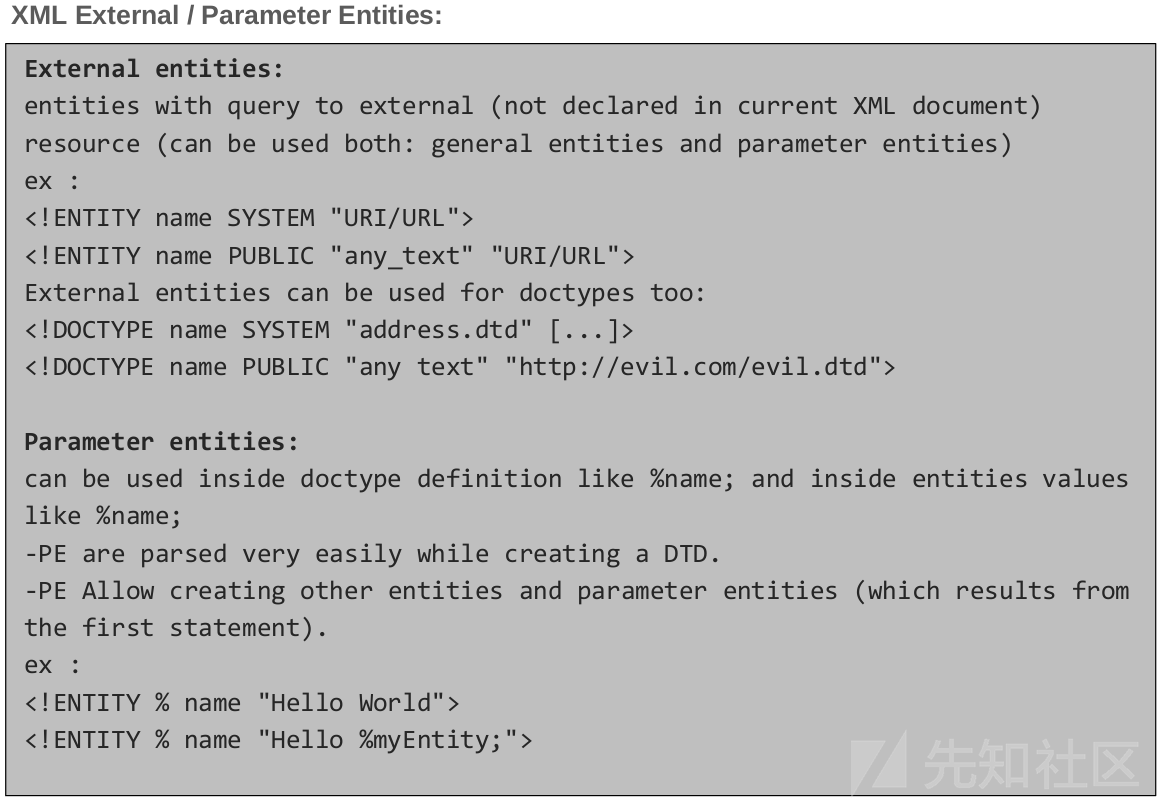 XML External / Parameter Entities:
External entities:
entities with query to external (not declared in current XML document)
resource (can be used both: general entities and parameter entities)
ex :
<!ENTITY name SYSTEM "URI/URL">
<!ENTITY name PUBLIC "any_text" "URI/URL">
External entities can be used for doctypes too:
<!DOCTYPE name SYSTEM "address.dtd" [...]>
<!DOCTYPE name PUBLIC "any text" "http://evil.com/evil.dtd">
Parameter entities:
can be used inside doctype definition like %name; and inside entities values
like %name;
-PE are parsed very easily while creating a DTD.
-PE Allow creating other entities and parameter entities (which results from
the first statement).
ex :
<!ENTITY % name "Hello World">
<!ENTITY % name "Hello %myEntity;">
先知社区